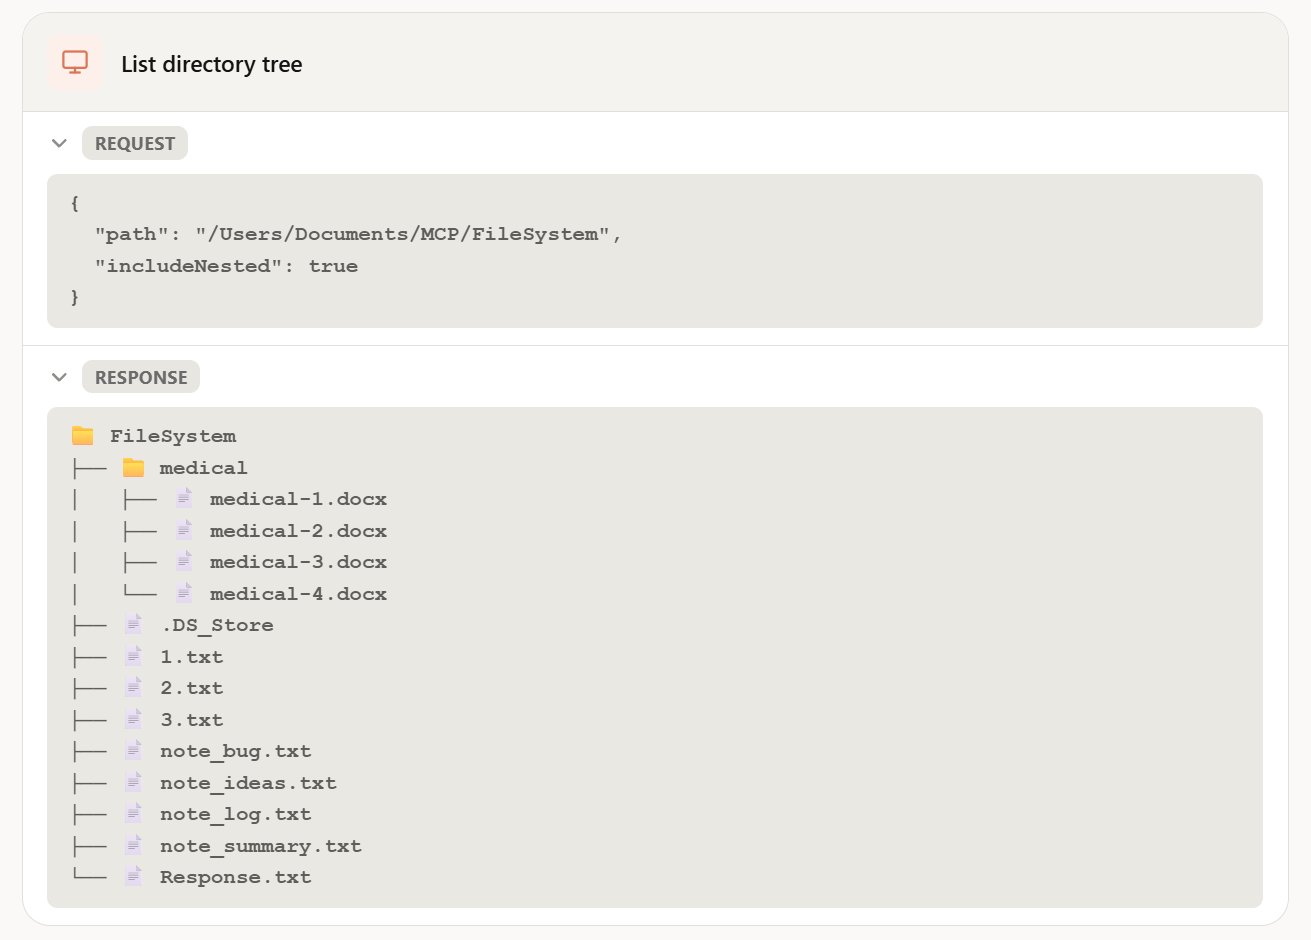 List directory tree
REQUEST
{
"path": "/Users/Documents/MCP/FileSystem",
"includeNested": true
}
RESPONSE
FileSystem
├── medical
│   ├── medical-1.docx
│   ├── medical-2.docx
│   ├── medical-3.docx
│   └── medical-4.docx
├── .DS_Store
├── 1.txt
├── 2.txt
├── 3.txt
├── note_bug.txt
├── note_ideas.txt
├── note_log.txt
├── note_summary.txt
└── Response.txt